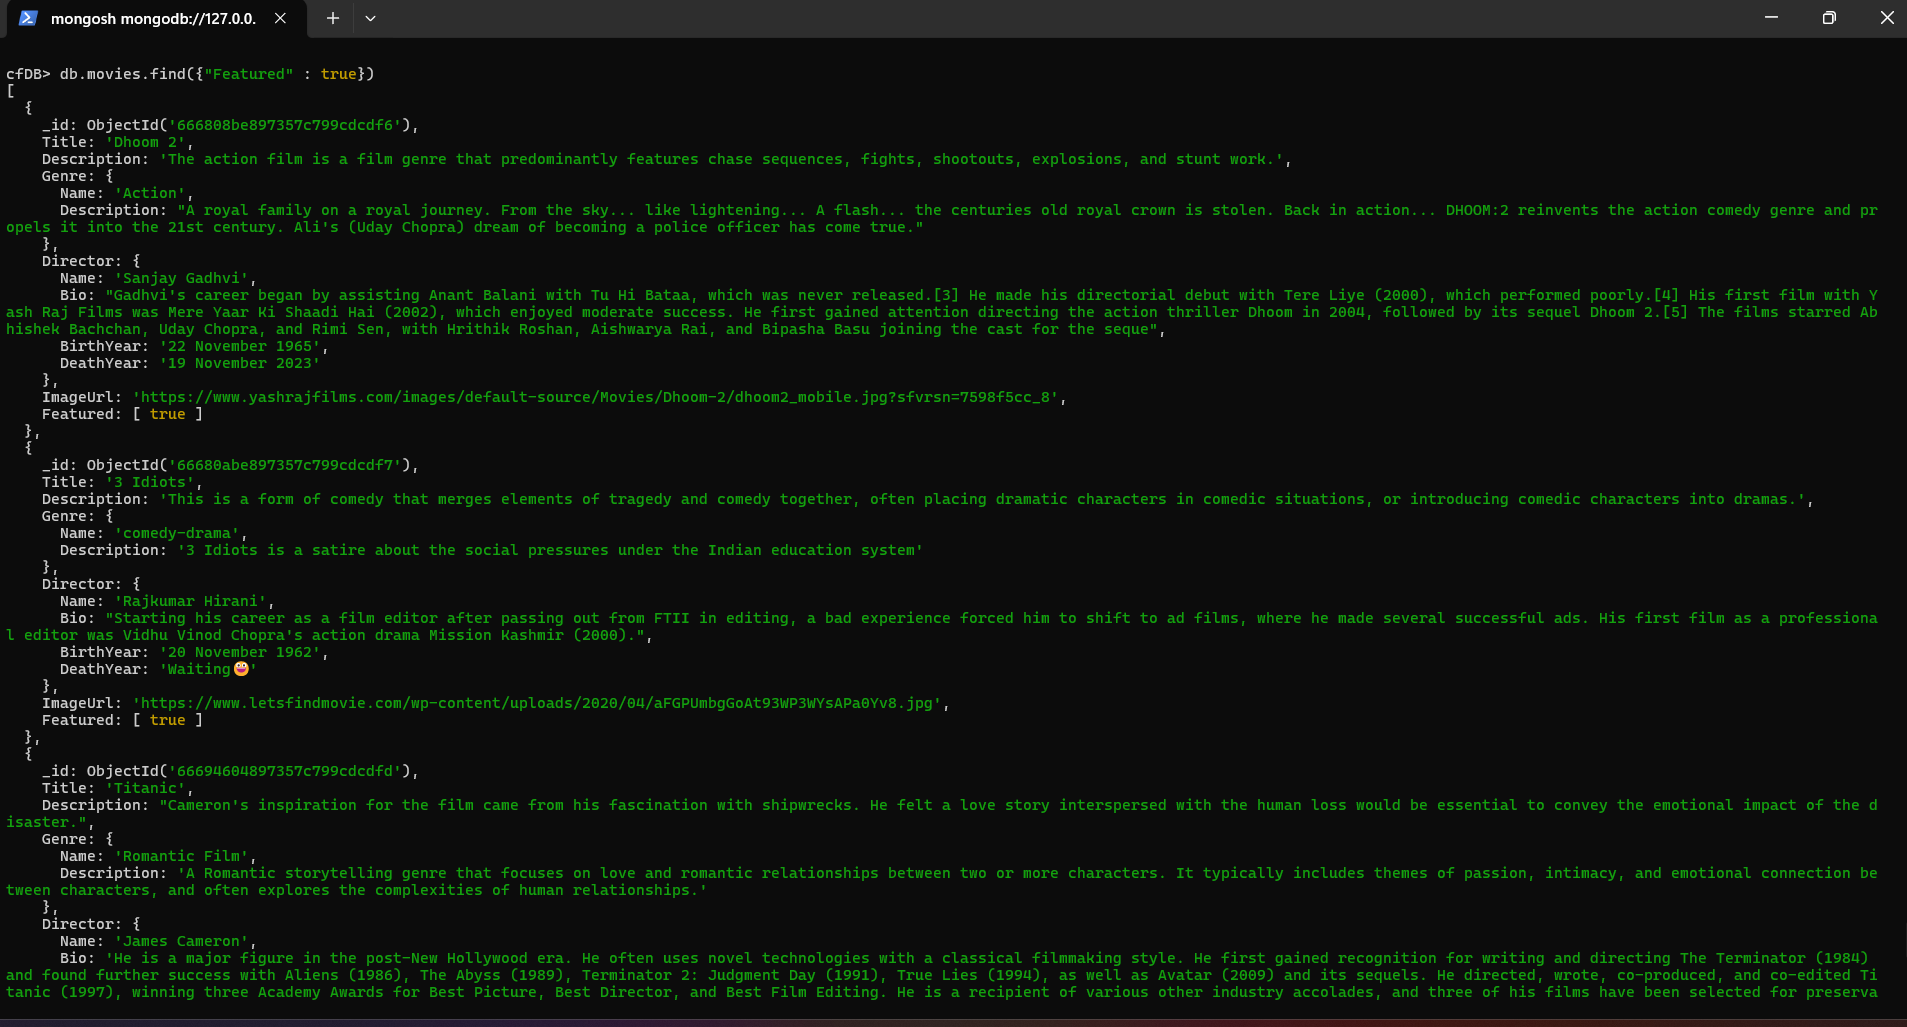 mongosh mongodb://127.0.0.
cfDB> db.movies.find({"Featured" : true})
[
  {
    _id: ObjectId('666808be897357c799cdcdf6'),
    Title: 'Dhoom 2',
    Description: 'The action film is a film genre that predominantly features chase sequences, fights, shootouts, explosions, and stunt work.',
    Genre: {
      Name: 'Action',
      Description: "A royal family on a royal journey. From the sky... like lightening... A flash... the centuries old royal crown is stolen. Back in action... DHOOM:2 reinvents the action comedy genre and pr
opels it into the 21st century. Ali's (Uday Chopra) dream of becoming a police officer has come true."
    },
    Director: {
      Name: 'Sanjay Gadhvi',
      Bio: "Gadhvi's career began by assisting Anant Balani with Tu Hi Bataa, which was never released.[3] He made his directorial debut with Tere Liye (2000), which performed poorly.[4] His first film with Y
ash Raj Films was Mere Yaar Ki Shaadi Hai (2002), which enjoyed moderate success. He first gained attention directing the action thriller Dhoom in 2004, followed by its sequel Dhoom 2.[5] The films starred Ab
hishek Bachchan, Uday Chopra, and Rimi Sen, with Hrithik Roshan, Aishwarya Rai, and Bipasha Basu joining the cast for the seque",
      BirthYear: '22 November 1965',
      DeathYear: '19 November 2023'
    },
    ImageUrl: 'https://www.yashrajfilms.com/images/default-source/Movies/Dhoom-2/dhoom2_mobile.jpg?sfvrsn=7598f5cc_8',
    Featured: [ true ]
  },
  {
    _id: ObjectId('66680abe897357c799cdcdf7'),
    Title: '3 Idiots',
    Description: 'This is a form of comedy that merges elements of tragedy and comedy together, often placing dramatic characters in comedic situations, or introducing comedic characters into dramas.',
    Genre: {
      Name: 'comedy-drama',
      Description: '3 Idiots is a satire about the social pressures under the Indian education system'
    },
    Director: {
      Name: 'Rajkumar Hirani',
      Bio: "Starting his career as a film editor after passing out from FTII in editing, a bad experience forced him to shift to ad films, where he made several successful ads. His first film as a professiona
l editor was Vidhu Vinod Chopra's action drama Mission Kashmir (2000).",
      BirthYear: '20 November 1962',
      DeathYear: 'Waiting😀'
    },
    ImageUrl: 'https://www.letsfindmovie.com/wp-content/uploads/2020/04/aFGPUmbgGoAt93WP3WYsAPa0Yv8.jpg',
    Featured: [ true ]
  },
  {
    _id: ObjectId('66694604897357c799cdcdfd'),
    Title: 'Titanic',
    Description: "Cameron's inspiration for the film came from his fascination with shipwrecks. He felt a love story interspersed with the human loss would be essential to convey the emotional impact of the d
isaster.",
    Genre: {
      Name: 'Romantic Film',
      Description: 'A Romantic storytelling genre that focuses on love and romantic relationships between two or more characters. It typically includes themes of passion, intimacy, and emotional connection be
tween characters, and often explores the complexities of human relationships.'
    },
    Director: {
      Name: 'James Cameron',
      Bio: 'He is a major figure in the post-New Hollywood era. He often uses novel technologies with a classical filmmaking style. He first gained recognition for writing and directing The Terminator (1984)
and found further success with Aliens (1986), The Abyss (1989), Terminator 2: Judgment Day (1991), True Lies (1994), as well as Avatar (2009) and its sequels. He directed, wrote, co-produced, and co-edited Ti
tanic (1997), winning three Academy Awards for Best Picture, Best Director, and Best Film Editing. He is a recipient of various other industry accolades, and three of his films have been selected for preserva